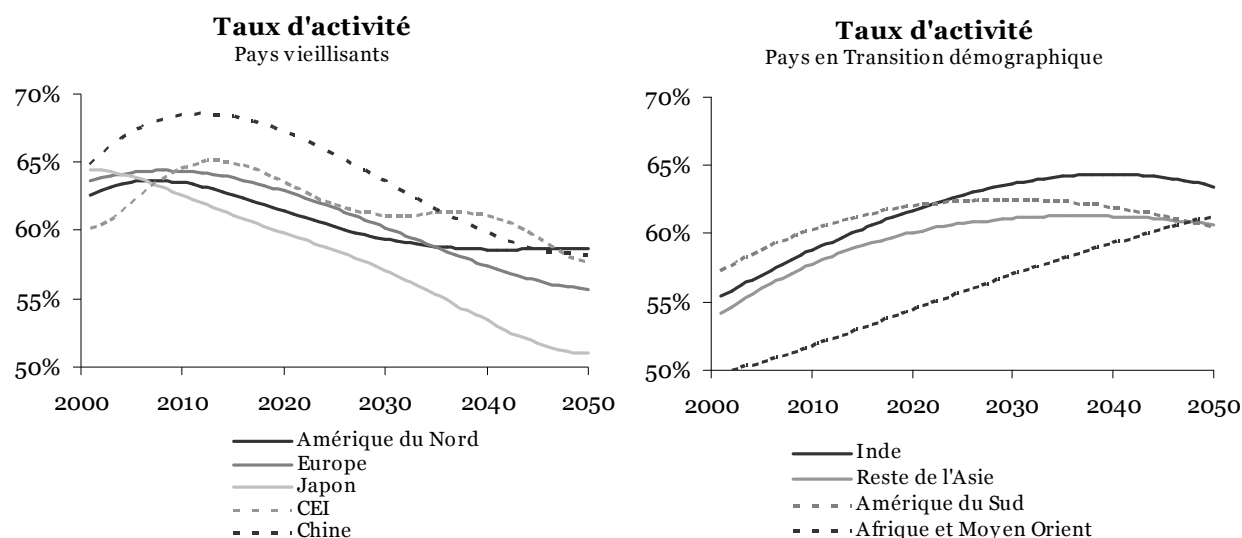 Taux d'activité
Pays vieillisants
70%
65%
60%
55%
50%
2000 2010 2020 2030 2040 2050
Amérique du Nord
Europe
Japon
CEI
Chine
Taux d'activité
Pays en Transition démographique
70%
65%
60%
55%
50%
2000 2010 2020 2030 2040 2050
Inde
Reste de l'Asie
Amérique du Sud
Afrique et Moyen Orient